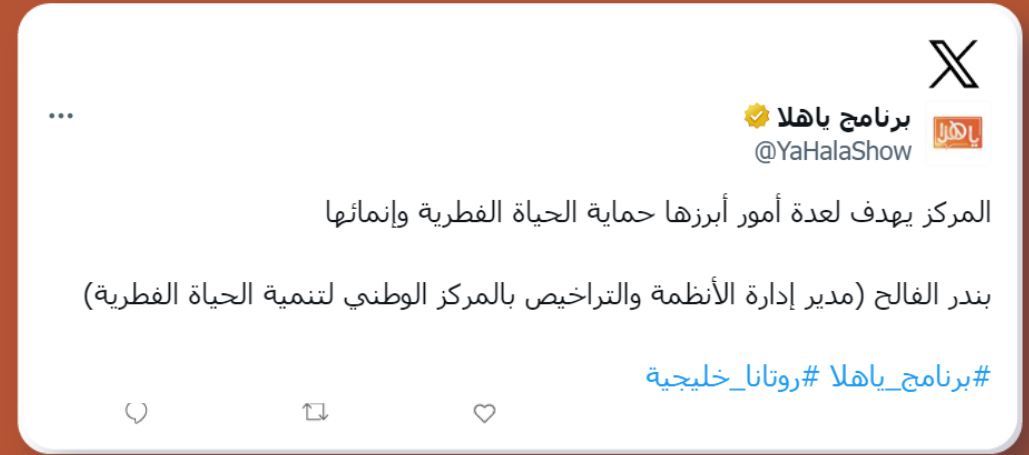 برنامج ياهلا
@YaHalaShow
ياهلا
المركز يهدف لعدة أمور أبرزها حماية الحياة الفطرية وإنمائها
بندر الفالح (مدير إدارة الأنظمة والتراخيص بالمركز الوطني لتنمية الحياة الفطرية)
#برنامج_ياهلا #روتانا_خليجية